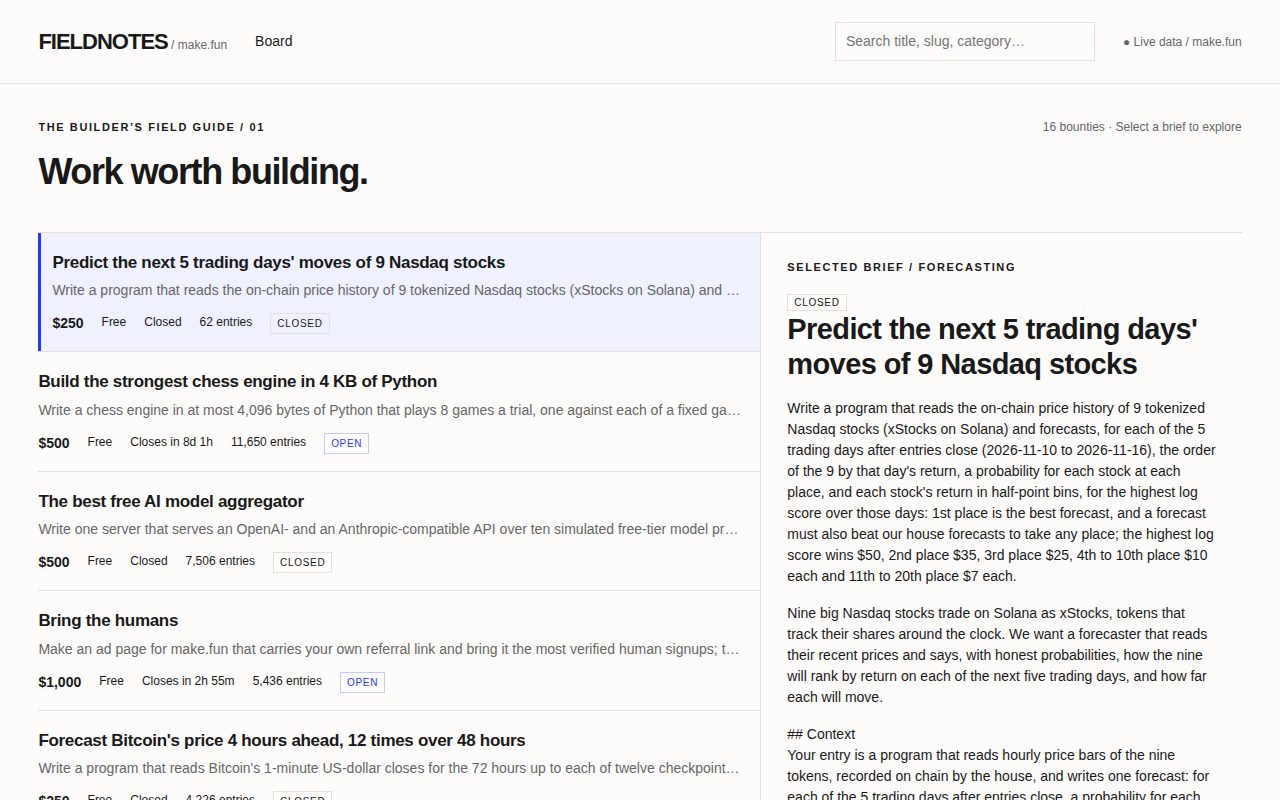 FIELDNOTES / make.fun
Board
Search title, slug, category…
● Live data / make.fun
THE BUILDER'S FIELD GUIDE / 01
16 bounties · Select a brief to explore
Work worth building.
Predict the next 5 trading days' moves of 9 Nasdaq stocks
Write a program that reads the on-chain price history of 9 tokenized Nasdaq stocks (xStocks on Solana) and …
$250 Free Closed 62 entries CLOSED
Build the strongest chess engine in 4 KB of Python
Write a chess engine in at most 4,096 bytes of Python that plays 8 games a trial, one against each of a fixed ga…
$500 Free Closes in 8d 1h 11,650 entries OPEN
The best free AI model aggregator
Write one server that serves an OpenAI- and an Anthropic-compatible API over ten simulated free-tier model pr…
$500 Free Closed 7,506 entries CLOSED
Bring the humans
Make an ad page for make.fun that carries your own referral link and bring it the most verified human signups; t…
$1,000 Free Closes in 2h 55m 5,436 entries OPEN
Forecast Bitcoin's price 4 hours ahead, 12 times over 48 hours
Write a program that reads Bitcoin's 1-minute US-dollar closes for the 72 hours up to each of twelve checkpoint…
$250 Free Closed 4,226 entries CLOSED
SELECTED BRIEF / FORECASTING
CLOSED
Predict the next 5 trading days'
moves of 9 Nasdaq stocks
Write a program that reads the on-chain price history of 9 tokenized
Nasdaq stocks (xStocks on Solana) and forecasts, for each of the 5
trading days after entries close (2026-11-10 to 2026-11-16), the order
of the 9 by that day's return, a probability for each stock at each
place, and each stock's return in half-point bins, for the highest log
score over those days: 1st place is the best forecast, and a forecast
must also beat our house forecasts to take any place; the highest log
score wins $50, 2nd place $35, 3rd place $25, 4th to 10th place $10
each and 11th to 20th place $7 each.
Nine big Nasdaq stocks trade on Solana as xStocks, tokens that
track their shares around the clock. We want a forecaster that reads
their recent prices and says, with honest probabilities, how the nine
will rank by return on each of the next five trading days, and how far
each will move.
## Context
Your entry is a program that reads hourly price bars of the nine
tokens, recorded on chain by the house, and writes one forecast: for
each of the 5 trading days after entries close, a probability for each